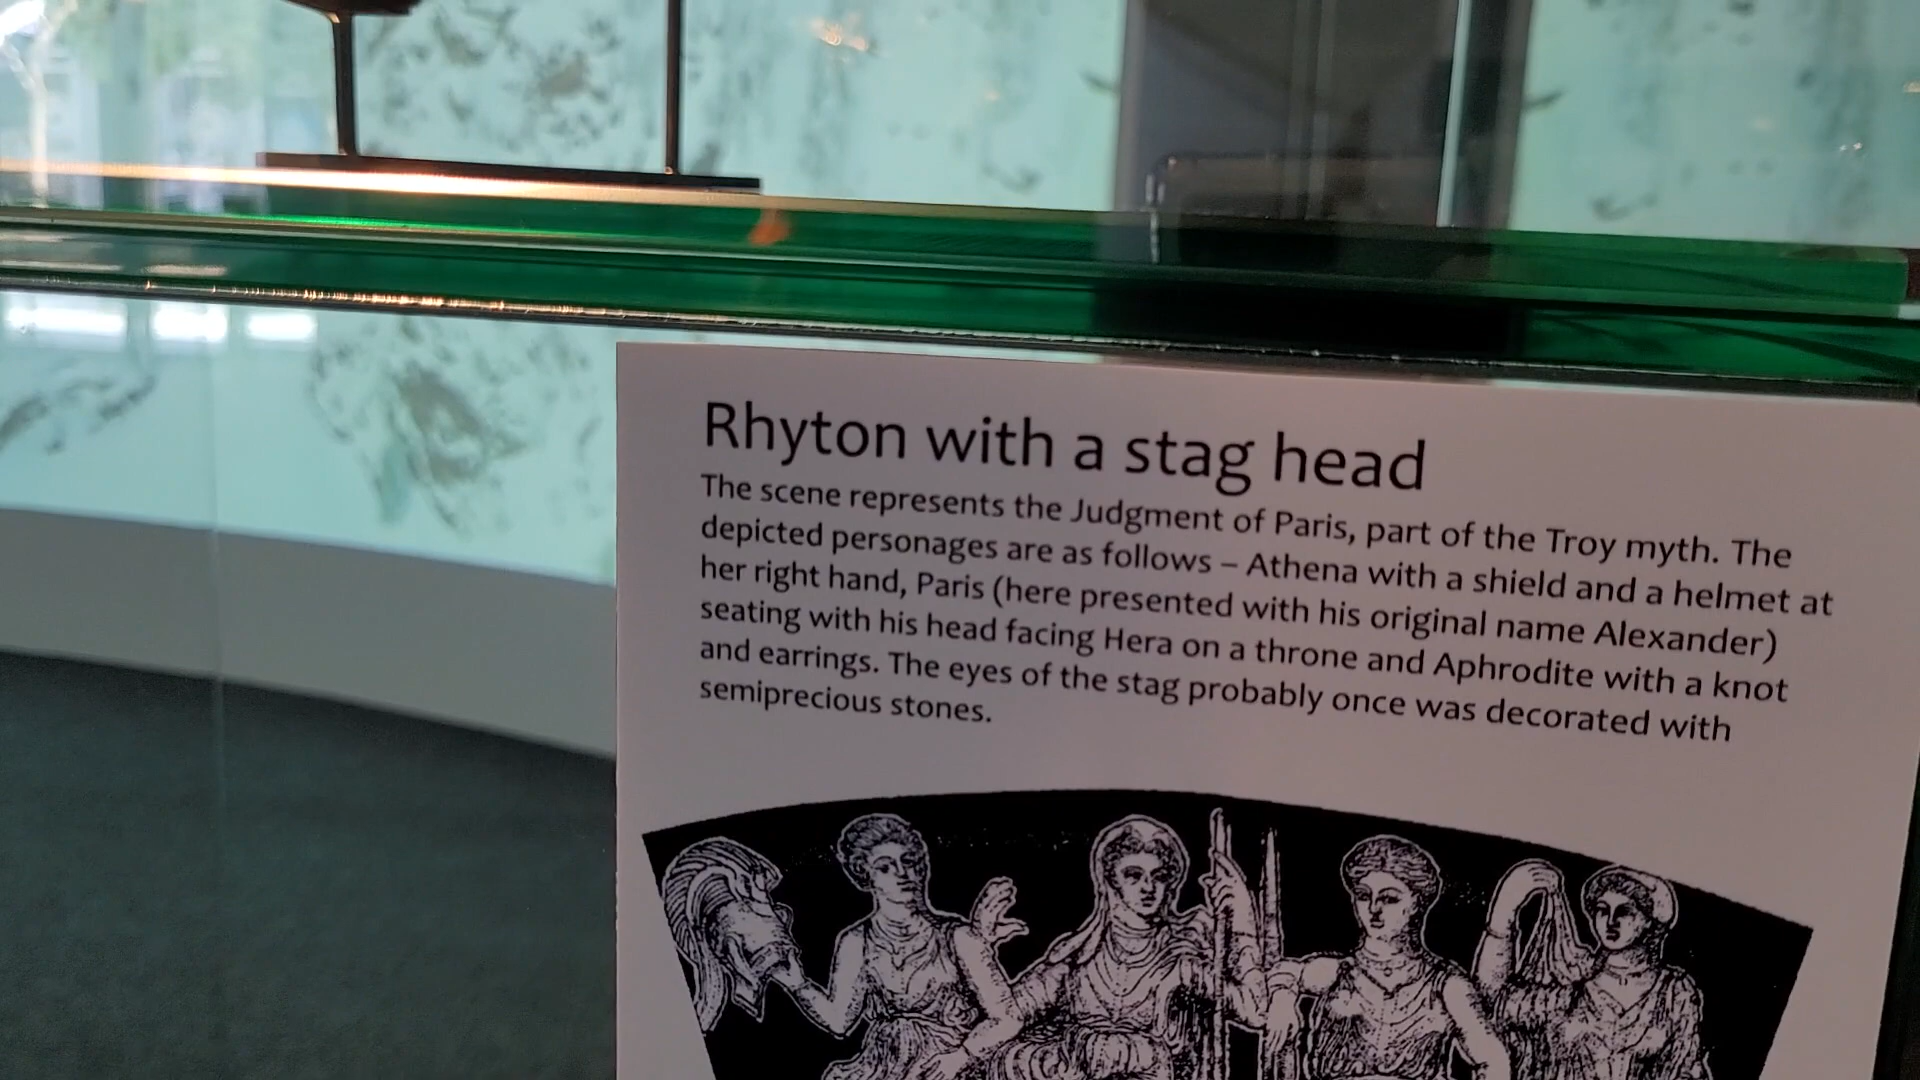 Rhyton with a stag head
The scene represents the Judgment of Paris, part of the Troy myth. The
depicted personages are as follows – Athena with a shield and a helmet at
her right hand, Paris (here presented with his original name Alexander)
seating with his head facing Hera on a throne and Aphrodite with a knot
and earrings. The eyes of the stag probably once was decorated with
semiprecious stones.